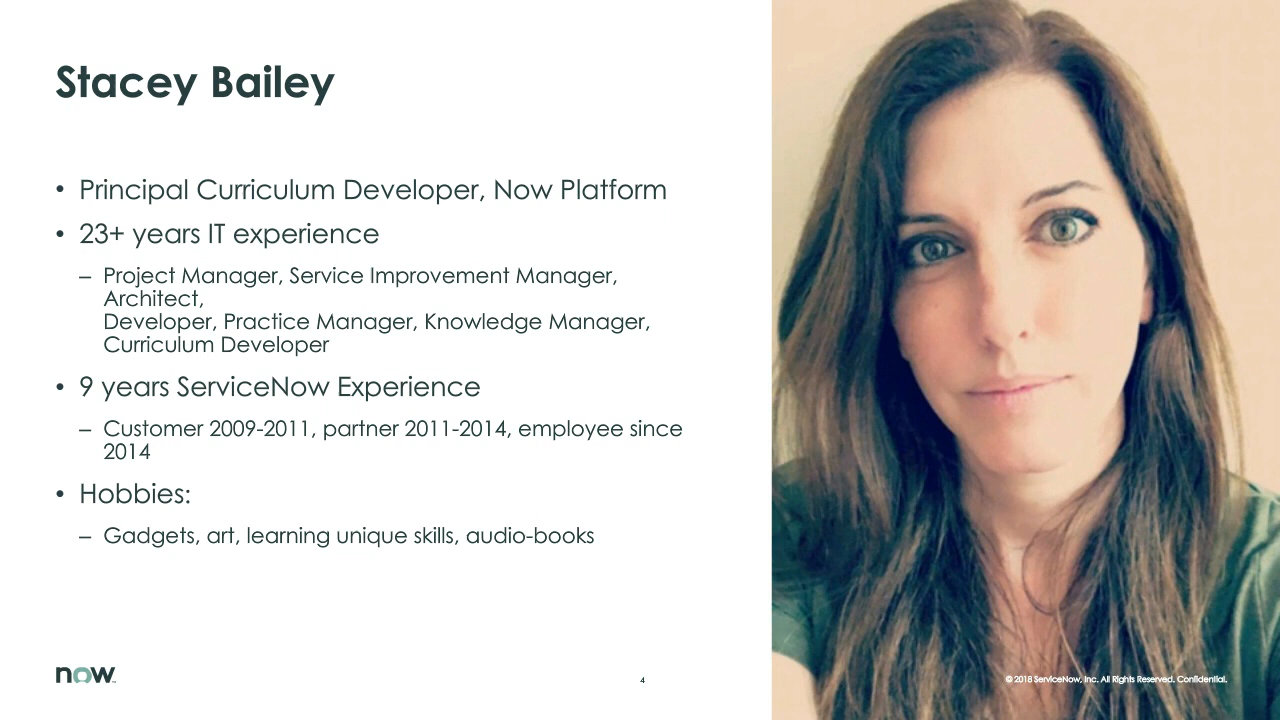 Stacey Bailey
• Principal Curriculum Developer, Now Platform
• 23+ years IT experience
– Project Manager, Service Improvement Manager,
Architect,
Developer, Practice Manager, Knowledge Manager,
Curriculum Developer
• 9 years ServiceNow Experience
– Customer 2009-2011, partner 2011-2014, employee since
2014
• Hobbies:
– Gadgets, art, learning unique skills, audio-books
now
4
© 2018 ServiceNow, Inc. All Rights Reserved. Confidential.